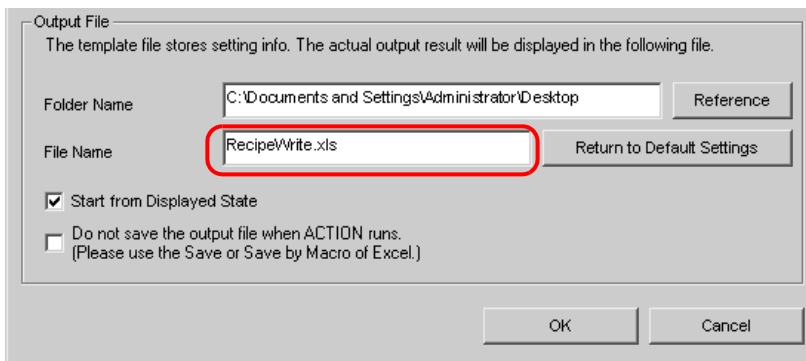 Output File
The template file stores setting info. The actual output result will be displayed in the following file.
Folder Name C:\Documents and Settings\Administrator\Desktop Reference
File Name RecipeWrite.xls Return to Default Settings
Start from Displayed State
Do not save the output file when ACTION runs.
(Please use the Save or Save by Macro of Excel.)
OK Cancel